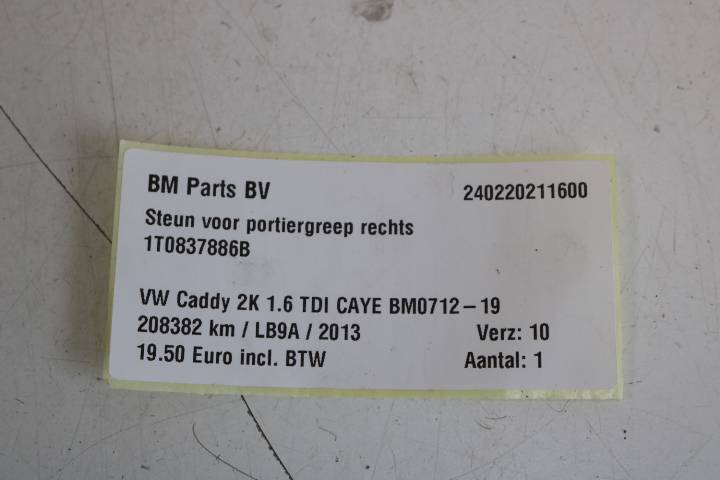 BM Parts BV 240220211600
Steun voor portiergreep rechts
1T0837886B
VW Caddy 2K 1.6 TDI CAYE BM0712-19
208382 km / LB9A / 2013 Verz: 10
19.50 Euro incl. BTW Aantal: 1